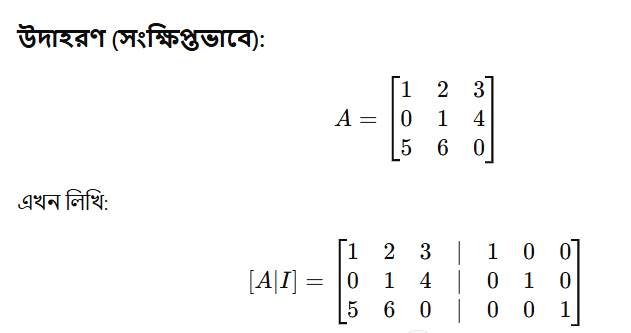 উদাহরণ (সংক্ষিপ্তভাবে):
A = [1 2 3
0 1 4
5 6 0]
এখন লিখি:
[A|I] = [1 2 3 | 1 0 0
0 1 4 | 0 1 0
5 6 0 | 0 0 1]